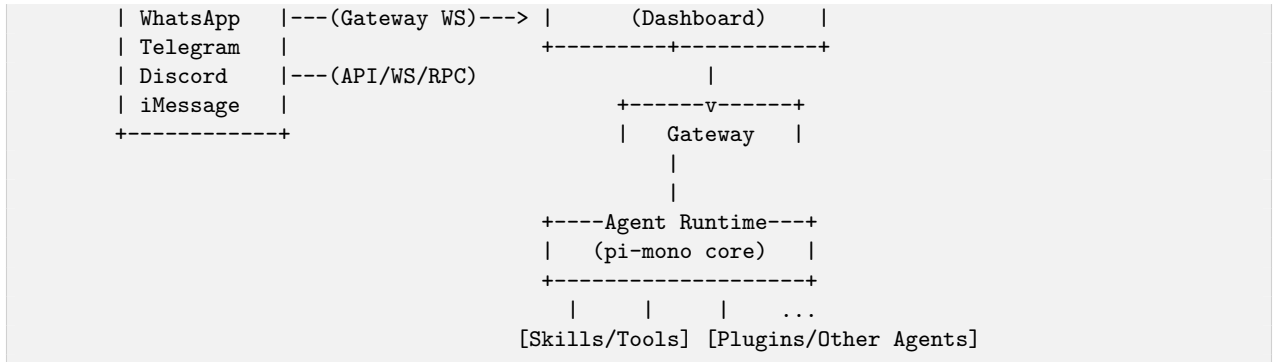 | WhatsApp   |---(Gateway WS)---> |      (Dashboard)      |
| Telegram   |                    +---------+-----------+
| Discord    |---(API/WS/RPC)                |
| iMessage   |                         +------v------+
+------------+                         |   Gateway   |
|
|
+----Agent Runtime---+
|   (pi-mono core)   |
+--------------------+
|     |     |    ...
[Skills/Tools] [Plugins/Other Agents]